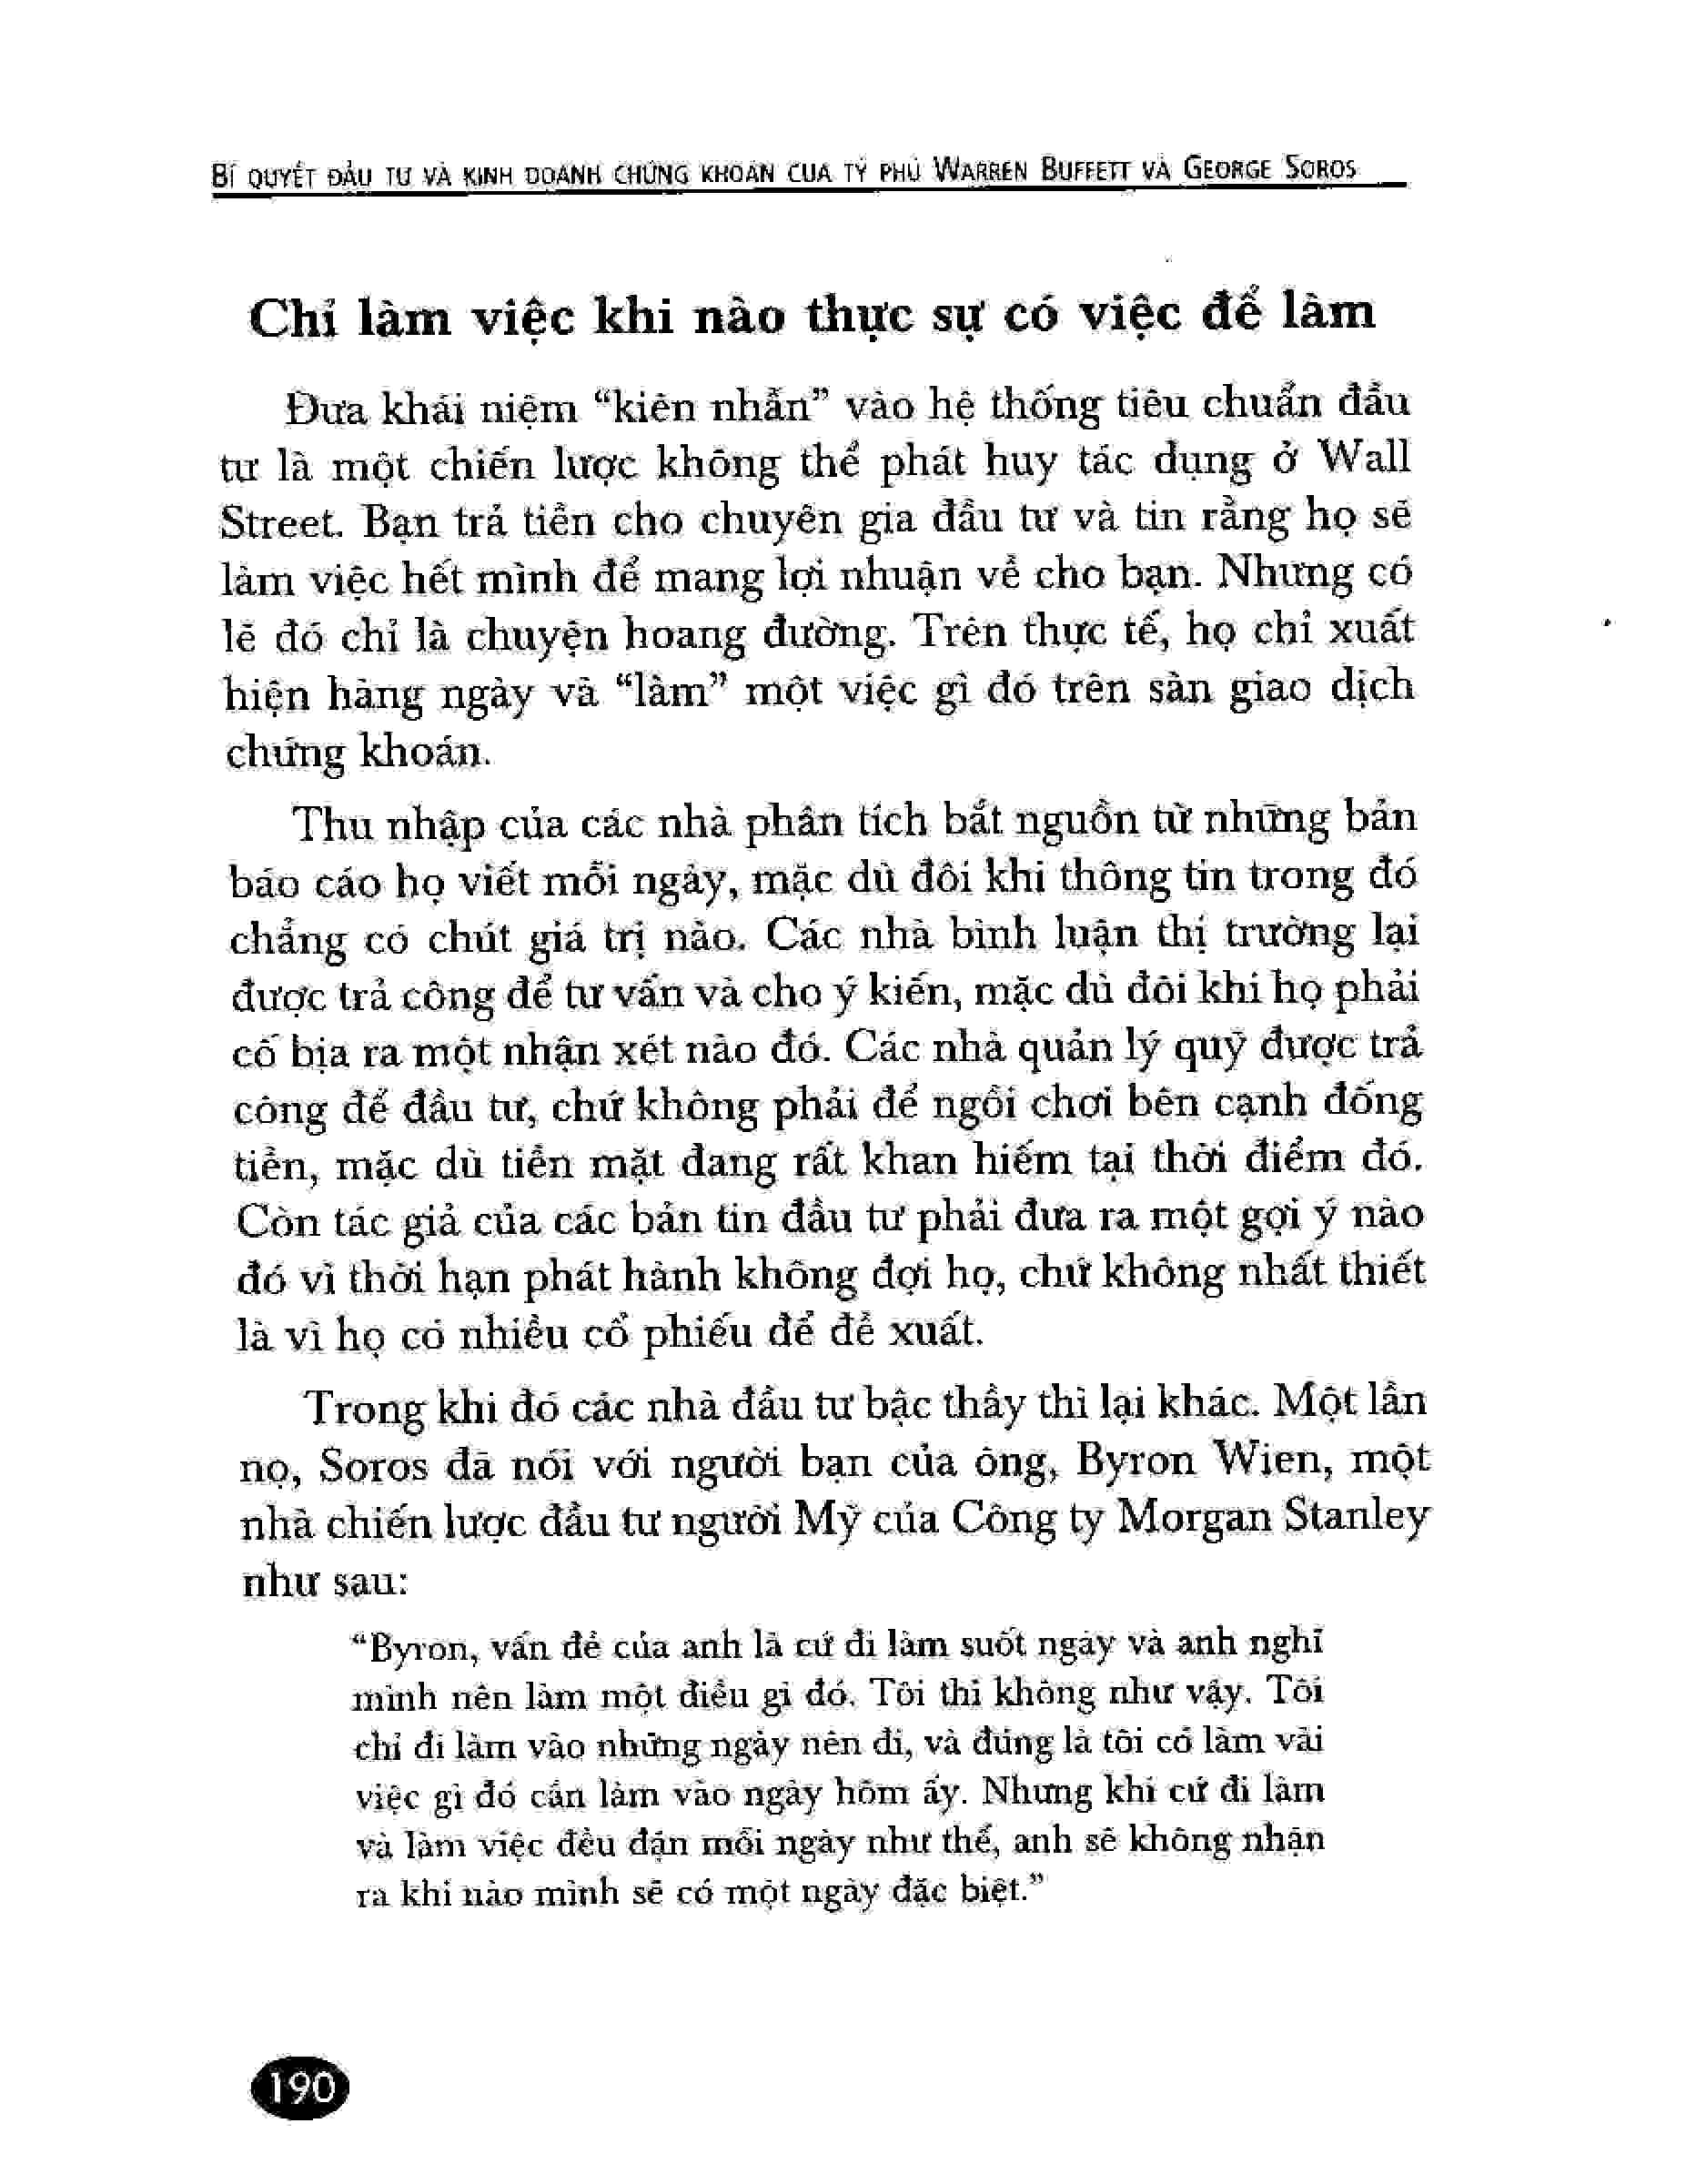 BÍ QUYẾT ĐẦU TƯ VÀ KINH DOANH CHỨNG KHOÁN CỦA TỶ PHÚ WARREN BUFFETT VÀ GEORGE SOROS
Chỉ làm việc khi nào thực sự có việc để làm
Đưa khái niệm “kiên nhẫn” vào hệ thống tiêu chuẩn đầu
tư là một chiến lược không thể phát huy tác dụng ở Wall
Street. Bạn trả tiền cho chuyên gia đầu tư và tin rằng họ sẽ
làm việc hết mình để mang lợi nhuận về cho bạn. Nhưng có
lẽ đó chỉ là chuyện hoang đường. Trên thực tế, họ chỉ xuất
hiện hàng ngày và “làm” một việc gì đó trên sàn giao dịch
chứng khoán.
Thu nhập của các nhà phân tích bắt nguồn từ những bản
báo cáo họ viết mỗi ngày, mặc dù đôi khi thông tin trong đó
chẳng có chút giá trị nào. Các nhà bình luận thị trường lại
được trả công để tư vấn và cho ý kiến, mặc dù đôi khi họ phải
cố bịa ra một nhận xét nào đó. Các nhà quản lý quỹ được trả
công để đầu tư, chứ không phải để ngồi chơi bên cạnh đống
tiền, mặc dù tiền mặt đang rất khan hiếm tại thời điểm đó.
Còn tác giả của các bản tin đầu tư phải đưa ra một gợi ý nào
đó vì thời hạn phát hành không đợi họ, chứ không nhất thiết
là vì họ có nhiều cổ phiếu để đề xuất.
Trong khi đó các nhà đầu tư bậc thầy thì lại khác. Một lần
nọ, Soros đã nói với người bạn của ông, Byron Wien, một
nhà chiến lược đầu tư người Mỹ của Công ty Morgan Stanley
như sau:
“Byron, vấn đề của anh là cứ đi làm suốt ngày và anh nghĩ
mình nên làm một điều gì đó. Tôi thì không như vậy. Tôi
chỉ đi làm vào những ngày nên đi, và đúng là tôi có làm vài
việc gì đó cần làm vào ngày hôm ấy. Nhưng khi cứ đi làm
và làm việc đều đặn mỗi ngày như thế, anh sẽ không nhận
ra khi nào mình sẽ có một ngày đặc biệt.”
190